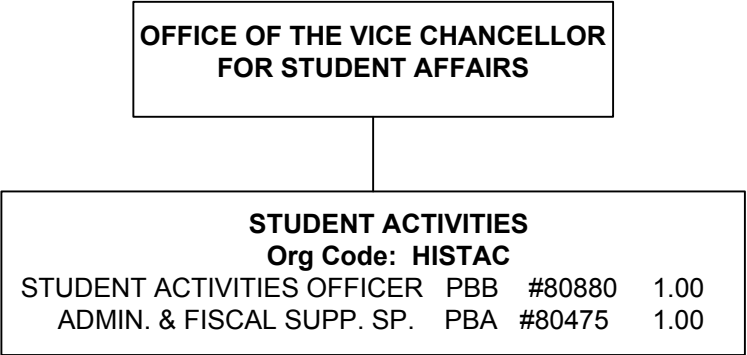 OFFICE OF THE VICE CHANCELLOR
FOR STUDENT AFFAIRS
STUDENT ACTIVITIES
Org Code: HISTAC
STUDENT ACTIVITIES OFFICER PBB #80880 1.00
ADMIN. & FISCAL SUPP. SP. PBA #80475 1.00